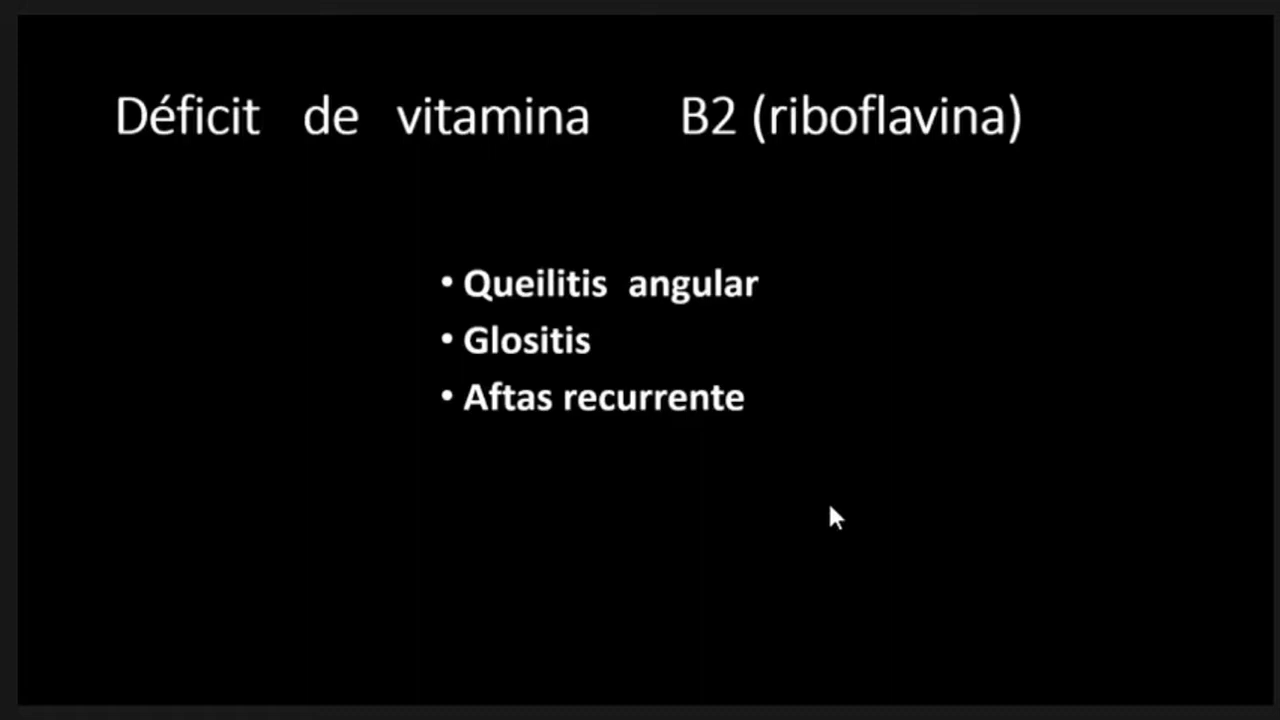 Déficit de vitamina B2 (riboflavina)
• Queilitis angular
• Glositis
• Aftas recurrente